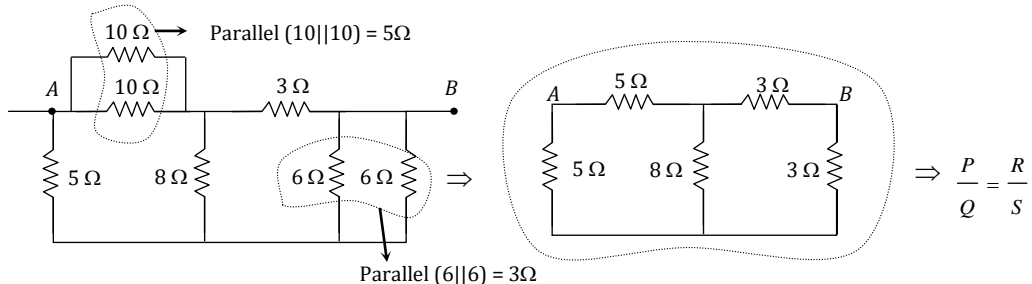 10 Ω
Parallel (10||10) = 5Ω
A
10 Ω
3 Ω
B
5 Ω
8 Ω
6 Ω
6 Ω
⇒
Parallel (6||6) = 3Ω
A
5 Ω
3 Ω
B
5 Ω
8 Ω
3 Ω
⇒ P/Q = R/S